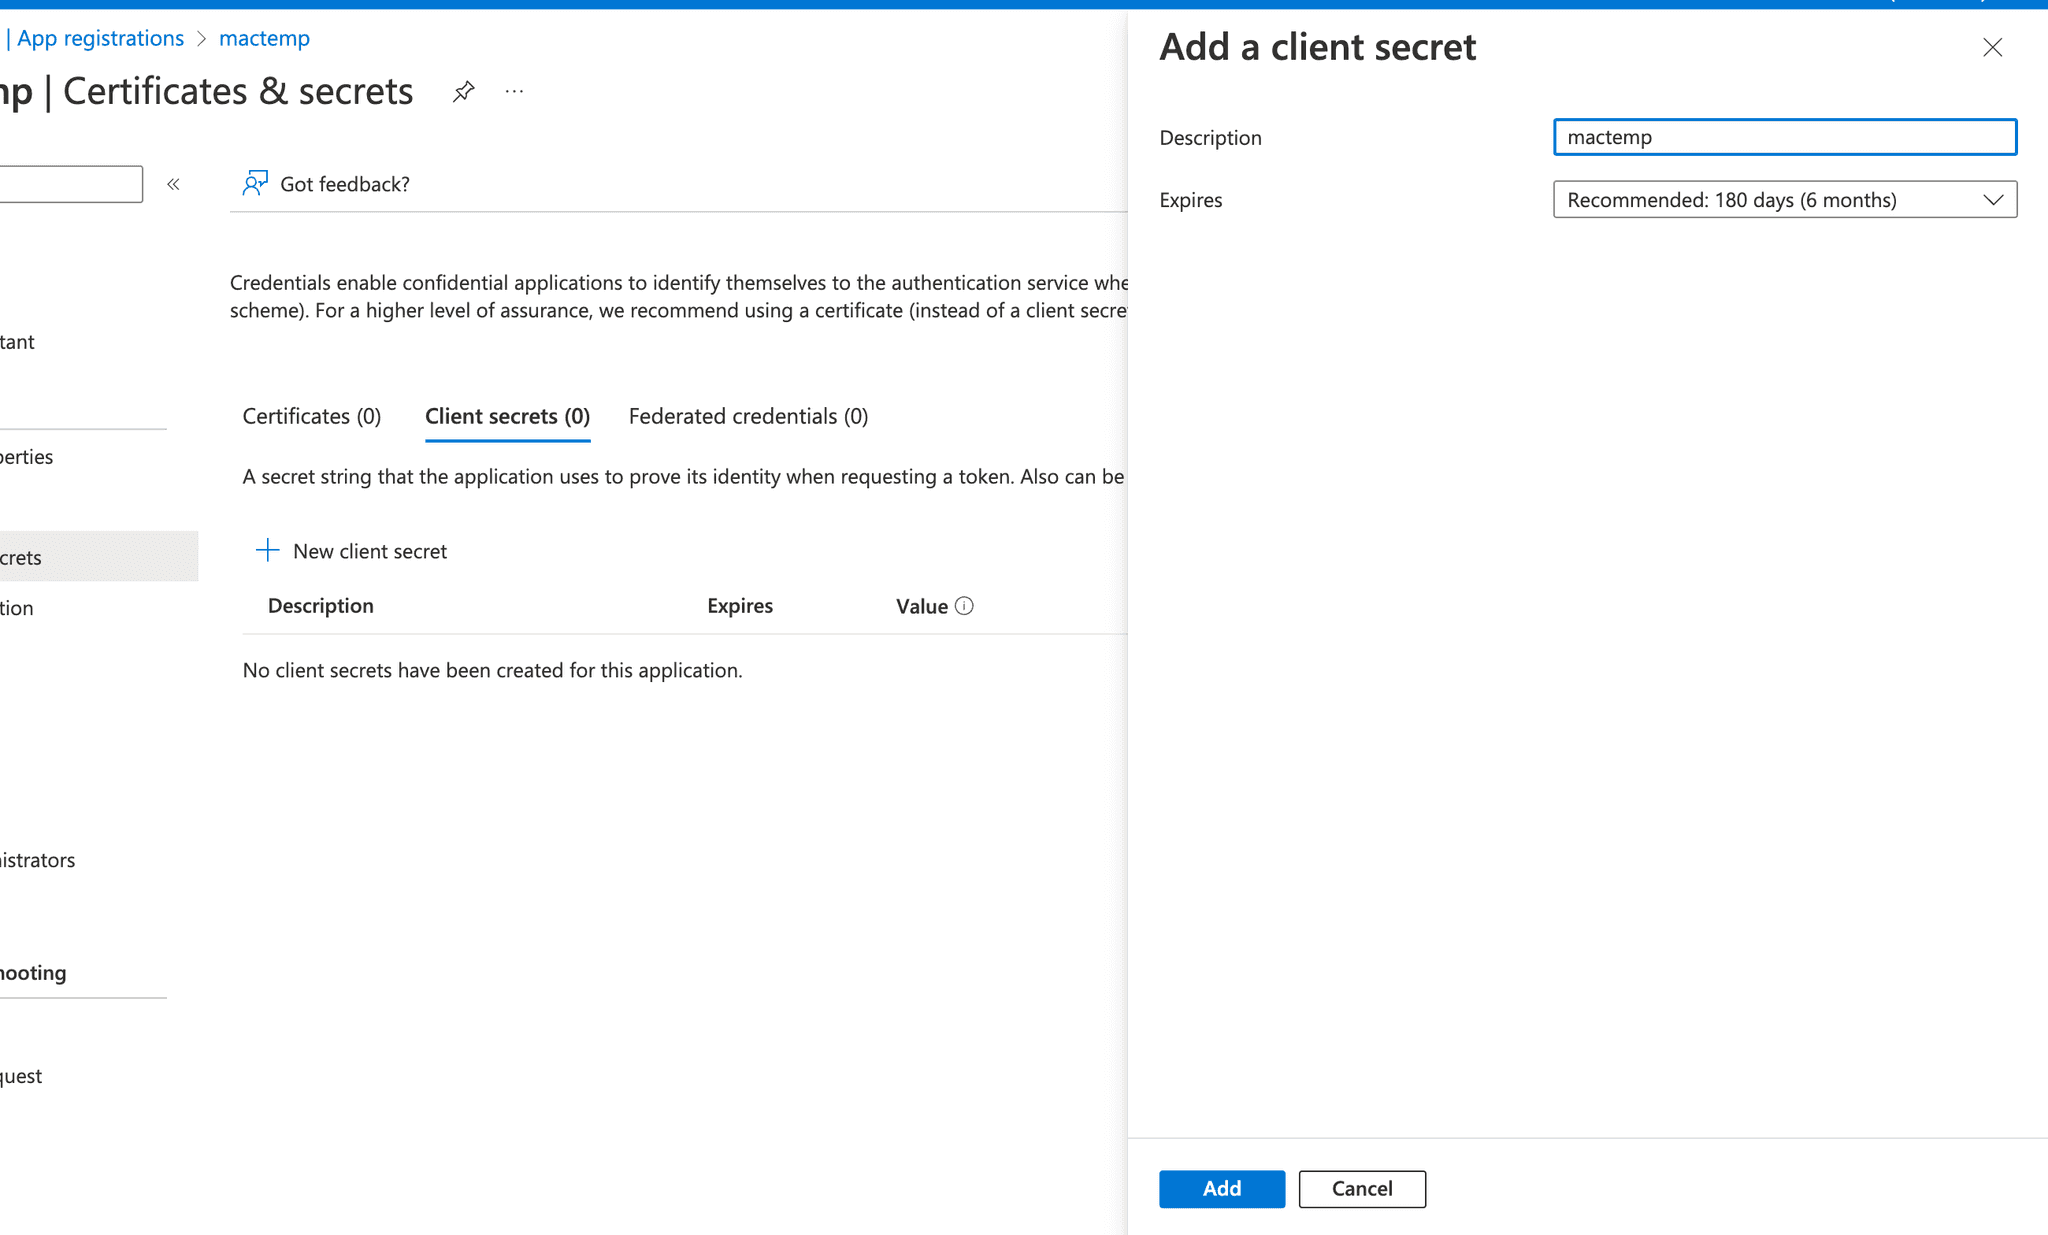 | App registrations > mactemp
| Certificates & secrets
...
«
Got feedback?
Credentials enable confidential applications to identify themselves to the authentication service
scheme). For a higher level of assurance, we recommend using a certificate (instead of a client
Certificates (0)
Client secrets (0)
Federated credentials (0)
A secret string that the application uses to prove its identity when requesting a token. Also can be
New client secret
Description
Expires
Value
No client secrets have been created for this application.
tant
erties
crets
tion
istrators
hooting
quest
Add a client secret
Description
mactemp
Expires
Recommended: 180 days (6 months)
Add
Cancel